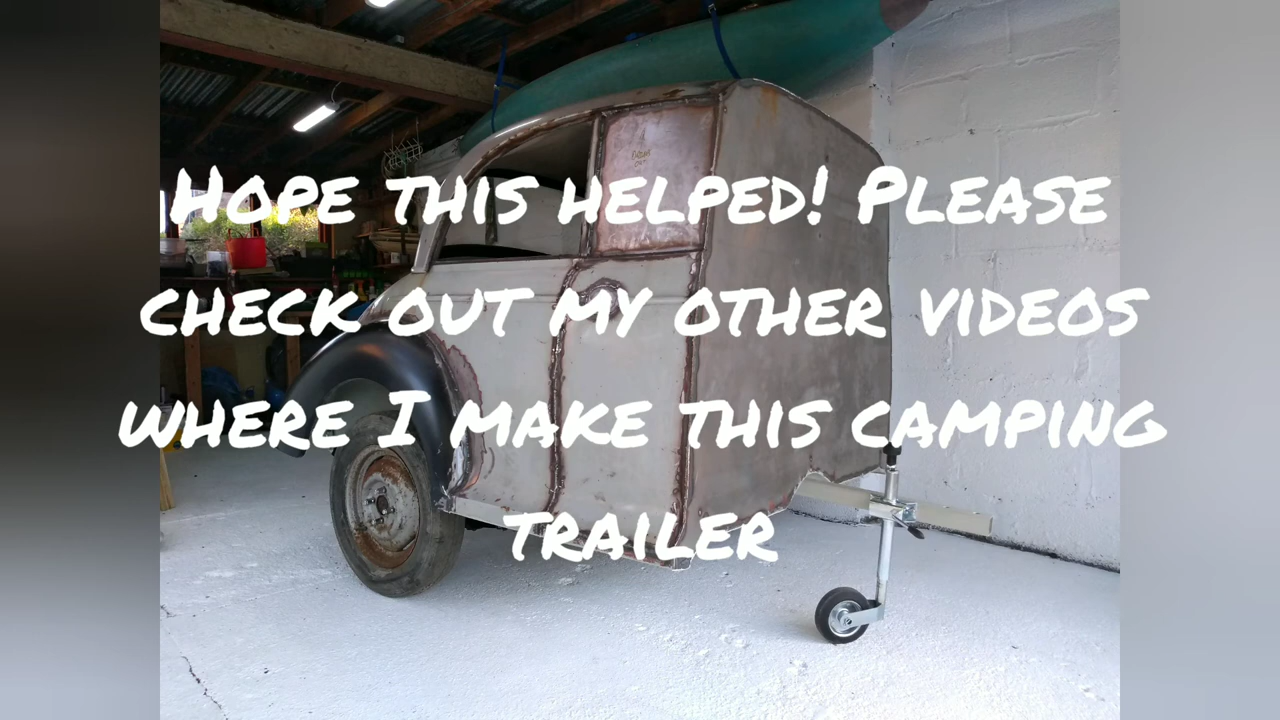 Hope this helped! Please
check out my other videos
where I make this camping
trailer